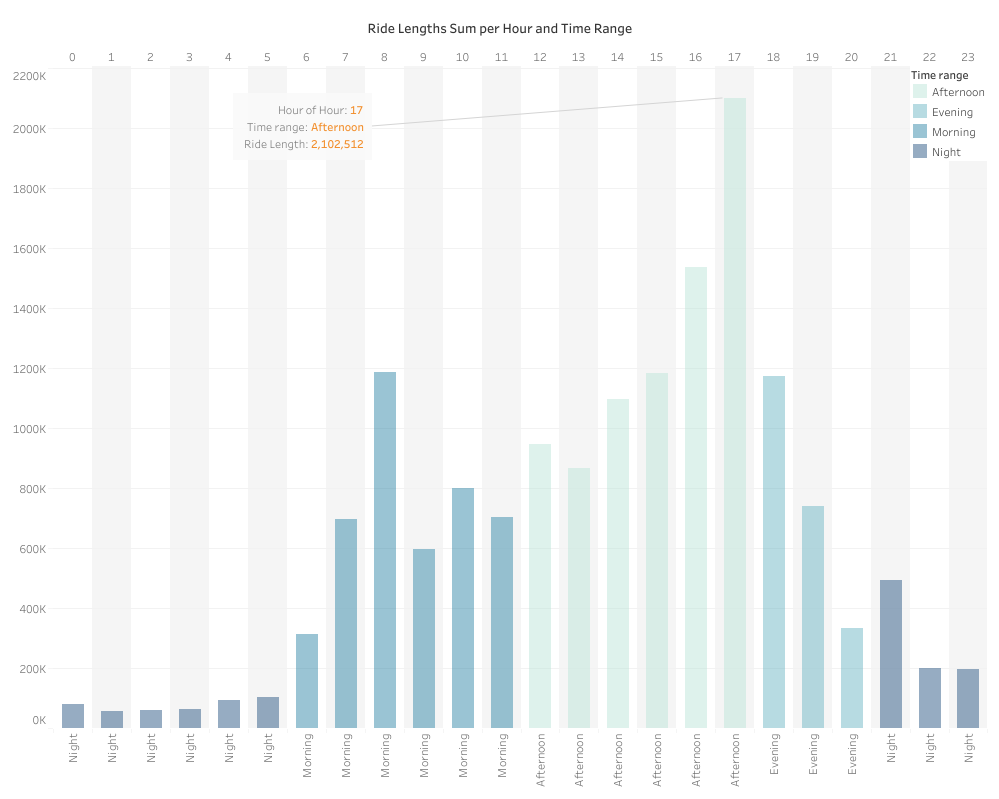 Ride Lengths Sum per Hour and Time Range
0 1 2 3 4 5 6 7 8 9 10 11 12 13 14 15 16 17 18 19 20 21 22 23
Time range
Afternoon
Evening
Morning
Night
2200K
2000K
1800K
1600K
1400K
1200K
1000K
800K
600K
400K
200K
0K
Hour of Hour: 17
Time range: Afternoon
Ride Length: 2,102,512
Night Night Night Night Night Night Morning Morning Morning Morning Morning Morning Afternoon Afternoon Afternoon Afternoon Afternoon Afternoon Evening Evening Evening Night Night Night